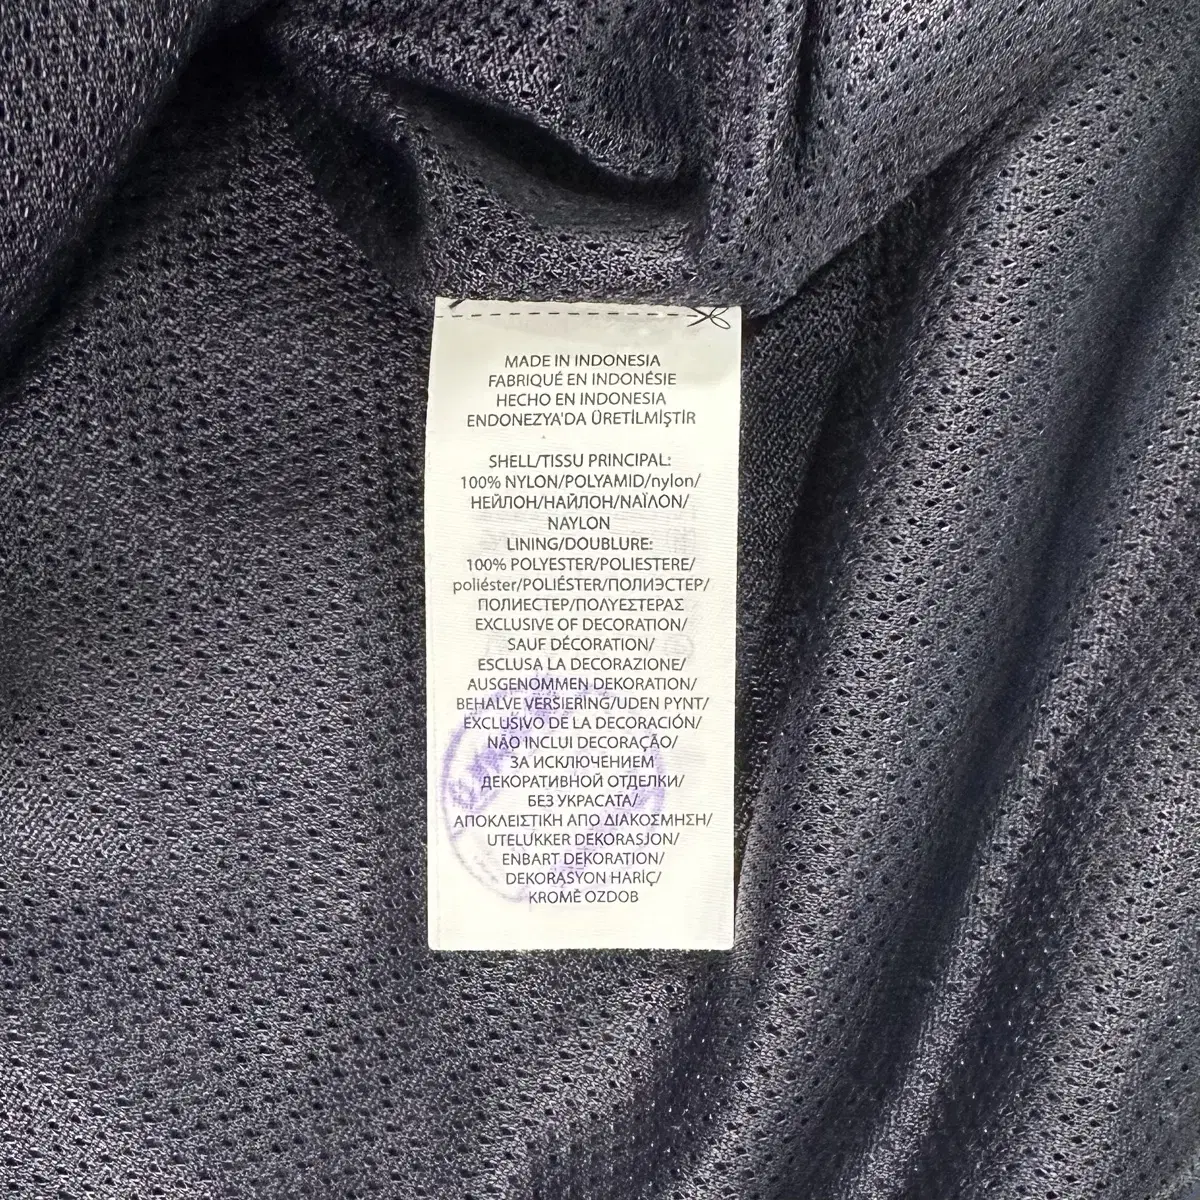 MADE IN INDONESIA
FABRIQUÉ EN INDONÉSIE
HECHO EN INDONESIA
ENDONEZYA'DA ÜRETİLMİŞTİR
SHELL/TISSU PRINCIPAL:
100% NYLON/POLYAMID/nylon/
НЕЙЛОН/НАЙЛОН/ΝΑΪΛΟΝ/
NAYLON
LINING/DOUBLURE:
100% POLYESTER/POLIESTERE/
poliéster/POLIÉSTER/ПОЛИЭСТЕР/
ПОЛИЕСТЕР/ΠΟΛΥΕΣΤΕΡΑΣ
EXCLUSIVE OF DECORATION/
SAUF DÉCORATION/
ESCLUSA LA DECORAZIONE/
AUSGENOMMEN DEKORATION/
BEHALVE VERSIERING/UDEN PYNT/
EXCLUSIVO DE LA DECORACIÓN/
NÃO INCLUI DECORAÇÃO/
ЗА ИСКЛЮЧЕНИЕМ
ДЕКОРАТИВНОЙ ОТДЕЛКИ/
БЕЗ УКРАСАТА/
ΑΠΟΚΛΕΙΣΤΙΚΗ ΑΠΟ ΔΙΑΚΟΣΜΗΣΗ/
UTELUKKER DEKORASJON/
ENBART DEKORATION/
DEKORASYON HARİÇ/
KROMĚ OZDOB